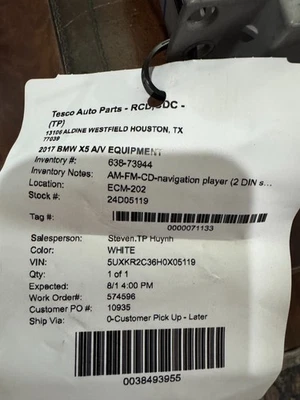 Tesco Auto Parts - RCD/SDC -
(TP)
13100 ALDINE WESTFIELD HOUSTON, TX
77039
2017 BMW X5 A/V EQUIPMENT
Inventory #: 638-73944
Inventory Notes: AM-FM-CD-navigation player (2 DIN s...
Location: ECM-202
Stock #: 24D05119
Tag #:
0000071133
Salesperson: Steven.TP Huynh
Color: WHITE
VIN: 5UXKR2C36H0X05119
Qty: 1 of 1
Expected: 8/1 4:00 PM
Work Order#: 574596
Customer PO #: 10935
Ship Via: 0-Customer Pick Up - Later
0038493955